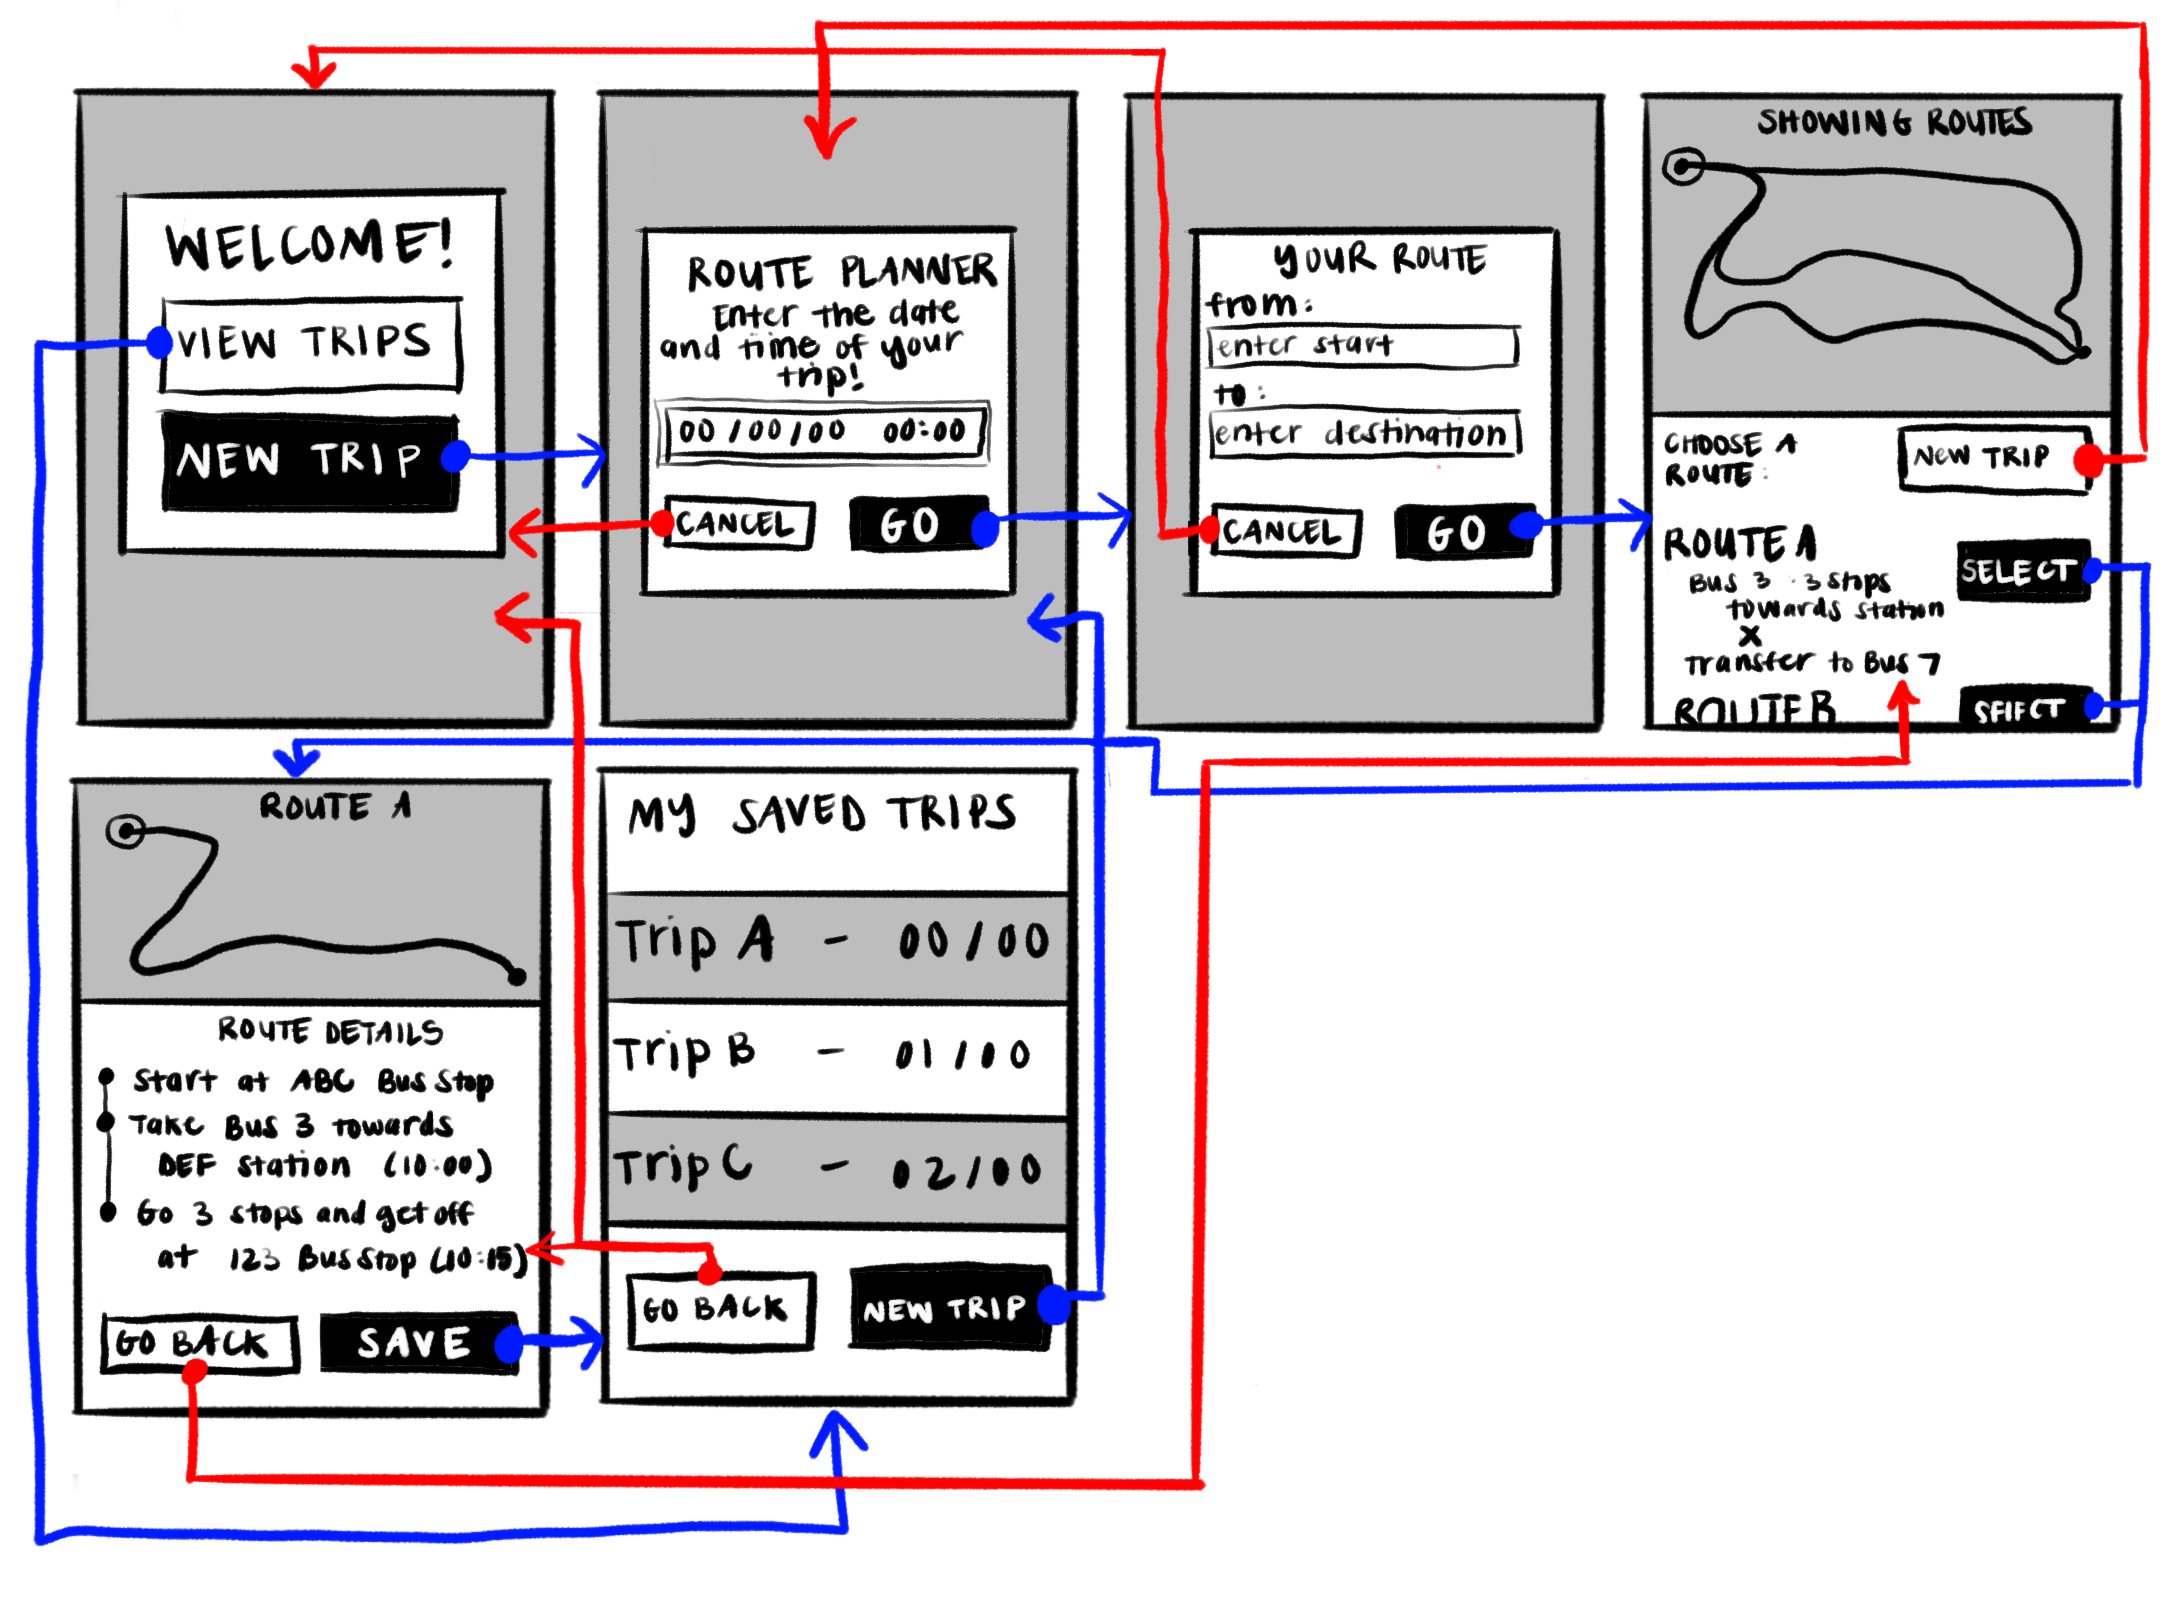 WELCOME!
VIEW TRIPS
NEW TRIP
ROUTE PLANNER
Enter the date
and time of your
trip!
00/00/00 00:00
CANCEL GO
YOUR ROUTE
from:
enter start
to:
enter destination
CANCEL GO
SHOWING ROUTES
CHOOSE A
ROUTE:
NEW TRIP
ROUTE A
SELECT
Bus 3 · 3 stops
towards station
X
Transfer to Bus 7
ROUTE B
SELECT
ROUTE A
ROUTE DETAILS
Start at ABC Bus Stop
Take Bus 3 towards
DEF Station (10:00)
Go 3 stops and get off
at 123 Bus Stop (10:15)
GO BACK SAVE
MY SAVED TRIPS
Trip A - 00/00
Trip B - 01/00
Trip C - 02/00
GO BACK NEW TRIP